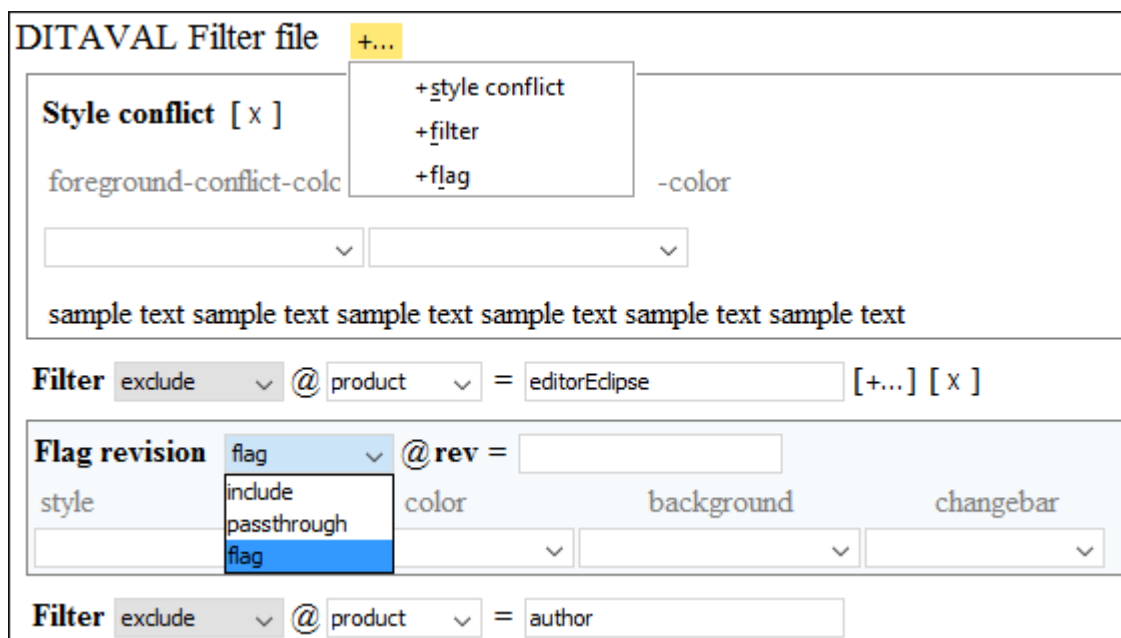 DITAVAL Filter file +...
+style conflict
Style conflict [ X ]
+filter
+flag
foreground-conflict-colo -color
sample text sample text sample text sample text sample text sample text
Filter exclude @ product = editorEclipse [+...] [ X ]
Flag revision flag @ rev =
include
style color background changebar
passthrough
flag
Filter exclude @ product = author